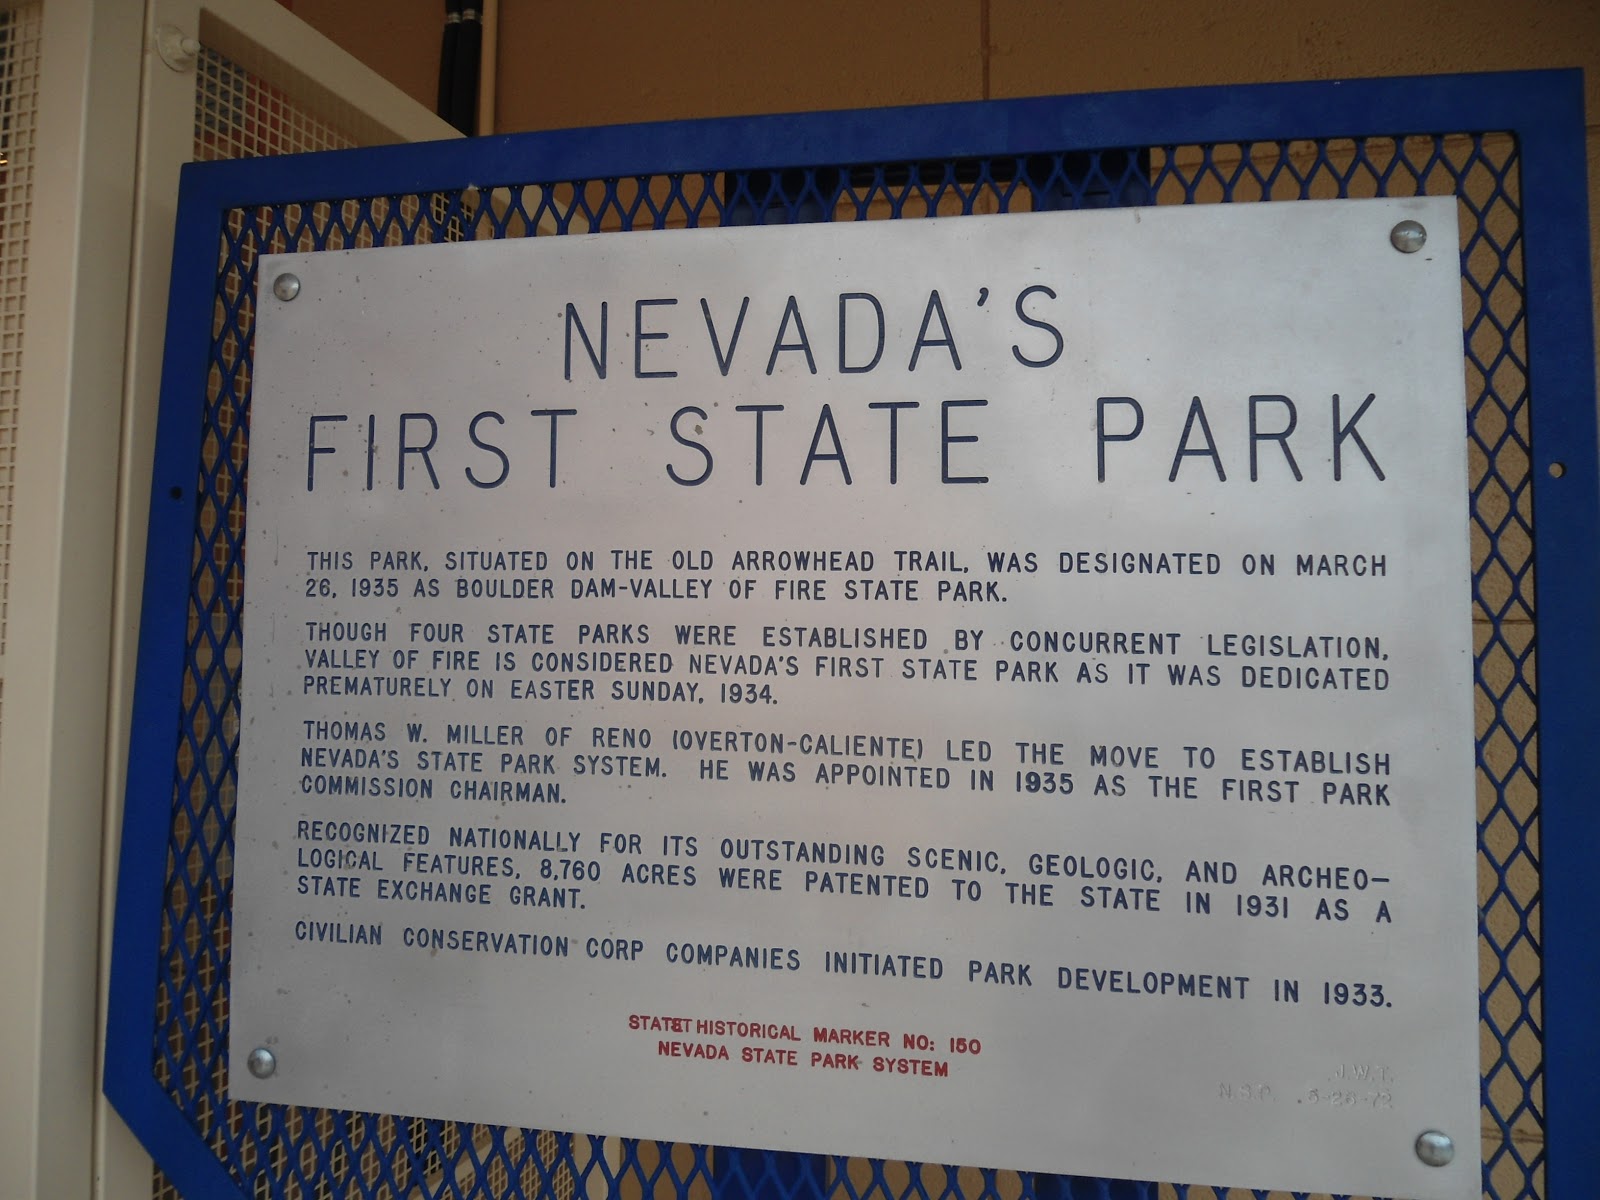 NEVADA'S
FIRST STATE PARK
THIS PARK, SITUATED ON THE OLD ARROWHEAD TRAIL, WAS DESIGNATED ON MARCH
26, 1935 AS BOULDER DAM-VALLEY OF FIRE STATE PARK.
THOUGH FOUR STATE PARKS WERE ESTABLISHED BY CONCURRENT LEGISLATION,
VALLEY OF FIRE IS CONSIDERED NEVADA'S FIRST STATE PARK AS IT WAS DEDICATED
PREMATURELY ON EASTER SUNDAY, 1934.
THOMAS W. MILLER OF RENO (OVERTON-CALIENTE) LED THE MOVE TO ESTABLISH
NEVADA'S STATE PARK SYSTEM. HE WAS APPOINTED IN 1935 AS THE FIRST PARK
COMMISSION CHAIRMAN.
RECOGNIZED NATIONALLY FOR ITS OUTSTANDING SCENIC, GEOLOGIC, AND ARCHEO-
LOGICAL FEATURES, 8,760 ACRES WERE PATENTED TO THE STATE IN 1931 AS A
STATE EXCHANGE GRANT.
CIVILIAN CONSERVATION CORP COMPANIES INITIATED PARK DEVELOPMENT IN 1933.
STATE HISTORICAL MARKER NO: 150
NEVADA STATE PARK SYSTEM
J.W.T.